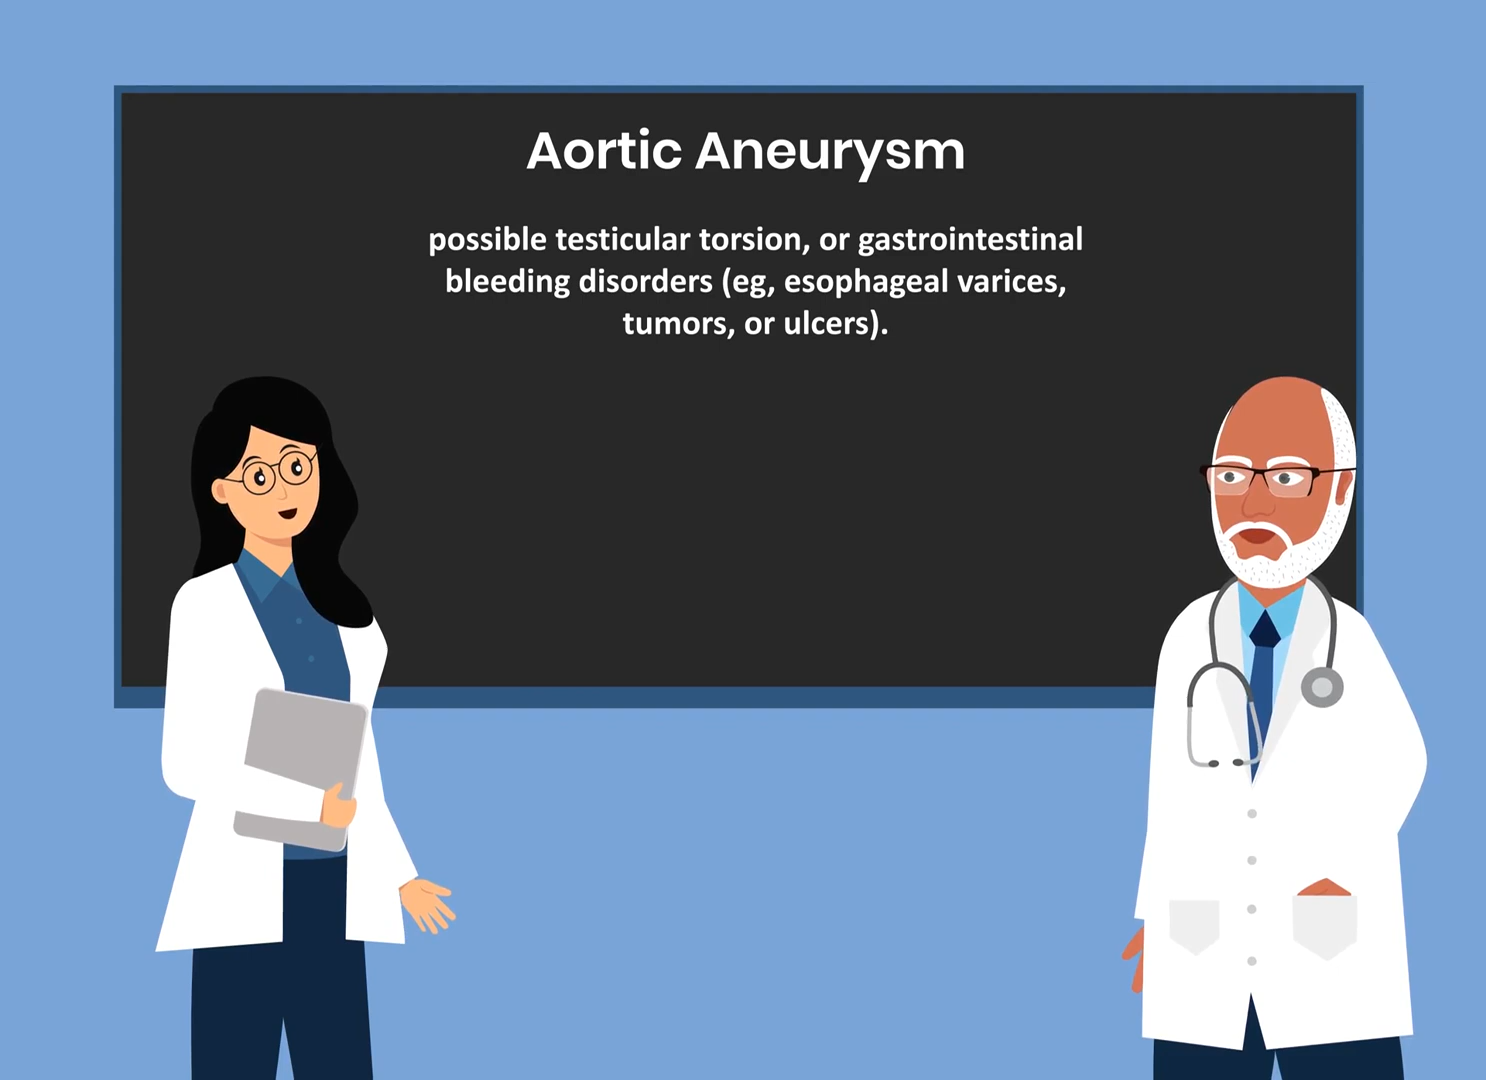 Aortic Aneurysm
possible testicular torsion, or gastrointestinal
bleeding disorders (eg, esophageal varices,
tumors, or ulcers).